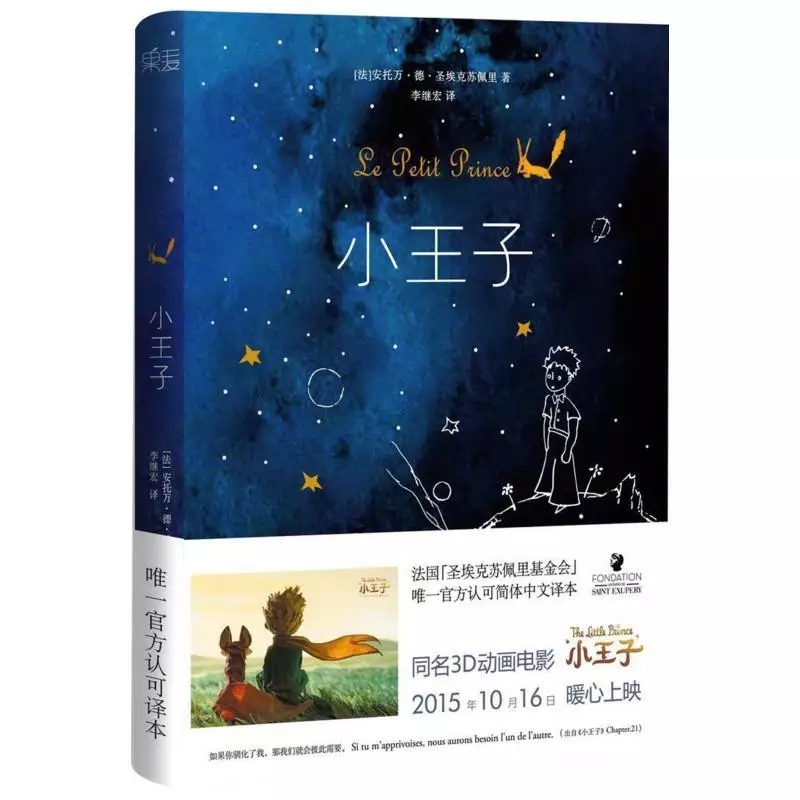 果麦
小王子
[法]安托万·德·
李继宏 译
唯一官方认可译本
[法]安托万·德·圣埃克苏佩里 著
李继宏 译
Le Petit Prince
小王子
The Little Prince
小王子
法国「圣埃克苏佩里基金会」
唯一官方认可简体中文译本
FONDATION
ANTOINE DE
SAINT EXUPERY
同名3D动画电影
The Little Prince
小王子
2015年10月16日 暖心上映
如果你驯化了我，那我们就会彼此需要。Si tu m'apprivoises, nous aurons besoin l'un de l'autre.（出自《小王子》Chapter.21）